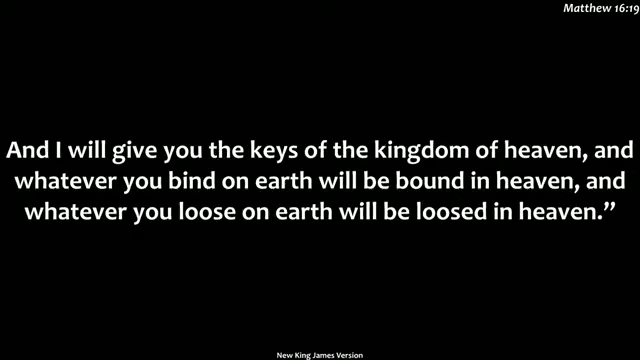 Matthew 16:19
And I will give you the keys of the kingdom of heaven, and
whatever you bind on earth will be bound in heaven, and
whatever you loose on earth will be loosed in heaven.”
New King James Version